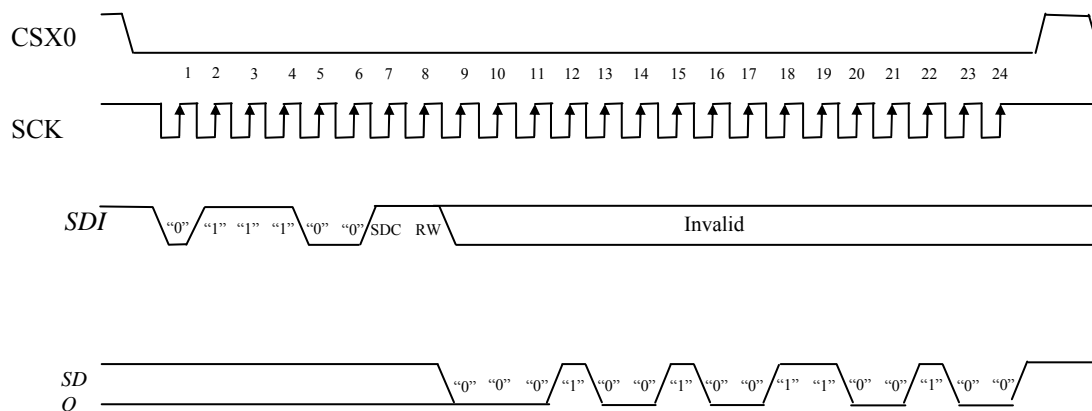 CSX0
1 2 3 4 5 6 7 8 9 10 11 12 13 14 15 16 17 18 19 20 21 22 23 24
SCK
SDI
“0” “1” “1” “1” “0” “0” SDC RW Invalid
SD
O
“0” “0” “0” “1” “0” “0” “1” “0” “0” “1” “1” “0” “0” “1” “0” “0”